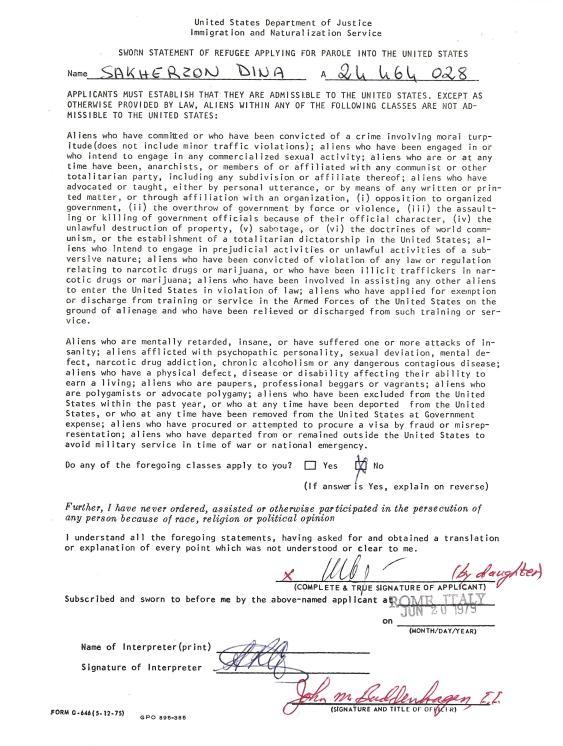 United States Department of Justice
Immigration and Naturalization Service
SWORN STATEMENT OF REFUGEE APPLYING FOR PAROLE INTO THE UNITED STATES
Name SAKHERZON DINA A 24 464 028
APPLICANTS MUST ESTABLISH THAT THEY ARE ADMISSIBLE TO THE UNITED STATES. EXCEPT AS
OTHERWISE PROVIDED BY LAW, ALIENS WITHIN ANY OF THE FOLLOWING CLASSES ARE NOT AD-
MISSIBLE TO THE UNITED STATES:
Aliens who have committed or who have been convicted of a crime involving moral turp-
itude(does not include minor traffic violations); aliens who have been engaged in or
who intend to engage in any commercialized sexual activity; aliens who are or at any
time have been, anarchists, or members of or affiliated with any communist or other
totalitarian party, including any subdivision or affiliate thereof; aliens who have
advocated or taught, either by personal utterance, or by means of any written or prin-
ted matter, or through affiliation with an organization, (i) opposition to organized
government, (ii) the overthrow of government by force or violence, (iii) the assault-
ing or killing of government officials because of their official character, (iv) the
unlawful destruction of property, (v) sabotage, or (vi) the doctrines of world comm-
unism, or the establishment of a totalitarian dictatorship in the United States; al-
iens who intend to engage in prejudicial activities or unlawful activities of a sub-
versive nature; aliens who have been convicted of violation of any law or regulation
relating to narcotic drugs or marijuana, or who have been illicit traffickers in nar-
cotic drugs or marijuana; aliens who have been involved in assisting any other aliens
to enter the United States in violation of law; aliens who have applied for exemption
or discharge from training or service in the Armed Forces of the United States on the
ground of alienage and who have been relieved or discharged from such training or ser-
vice.
Aliens who are mentally retarded, insane, or have suffered one or more attacks of in-
sanity; aliens afflicted with psychopathic personality, sexual deviation, mental de-
fect, narcotic drug addiction, chronic alcoholism or any dangerous contagious disease;
aliens who have a physical defect, disease or disability affecting their ability to
earn a living; aliens who are paupers, professional beggars or vagrants; aliens who
are polygamists or advocate polygamy; aliens who have been excluded from the United
States within the past year, or who at any time have been deported from the United
States, or who at any time have been removed from the United States at Government
expense; aliens who have procured or attempted to procure a visa by fraud or misrep-
resentation; aliens who have departed from or remained outside the United States to
avoid military service in time of war or national emergency.
Do any of the foregoing classes apply to you? Yes X No
(If answer is Yes, explain on reverse)
Further, I have never ordered, assisted or otherwise participated in the persecution of
any person because of race, religion or political opinion
I understand all the foregoing statements, having asked for and obtained a translation
or explanation of every point which was not understood or clear to me.
x (by daughter)
(COMPLETE & TRUE SIGNATURE OF APPLICANT)
Subscribed and sworn to before me by the above-named applicant at ROME, ITALY
on JUN 20 1979
(MONTH/DAY/YEAR)
Name of Interpreter(print)
Signature of Interpreter
John M. Buddenhagen, E.I.
(SIGNATURE AND TITLE OF OFFICIR)
FORM G-646(5-12-75) GPO 895-385